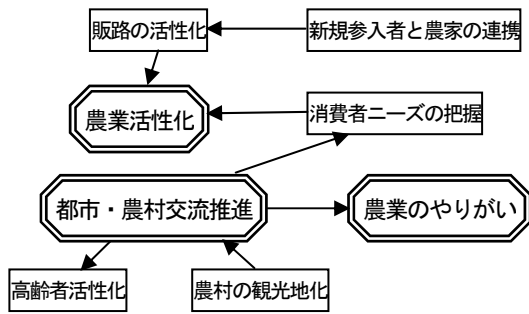 販路の活性化
新規参入者と農家の連携
農業活性化
消費者ニーズの把握
都市・農村交流推進
農業のやりがい
高齢者活性化
農村の観光地化